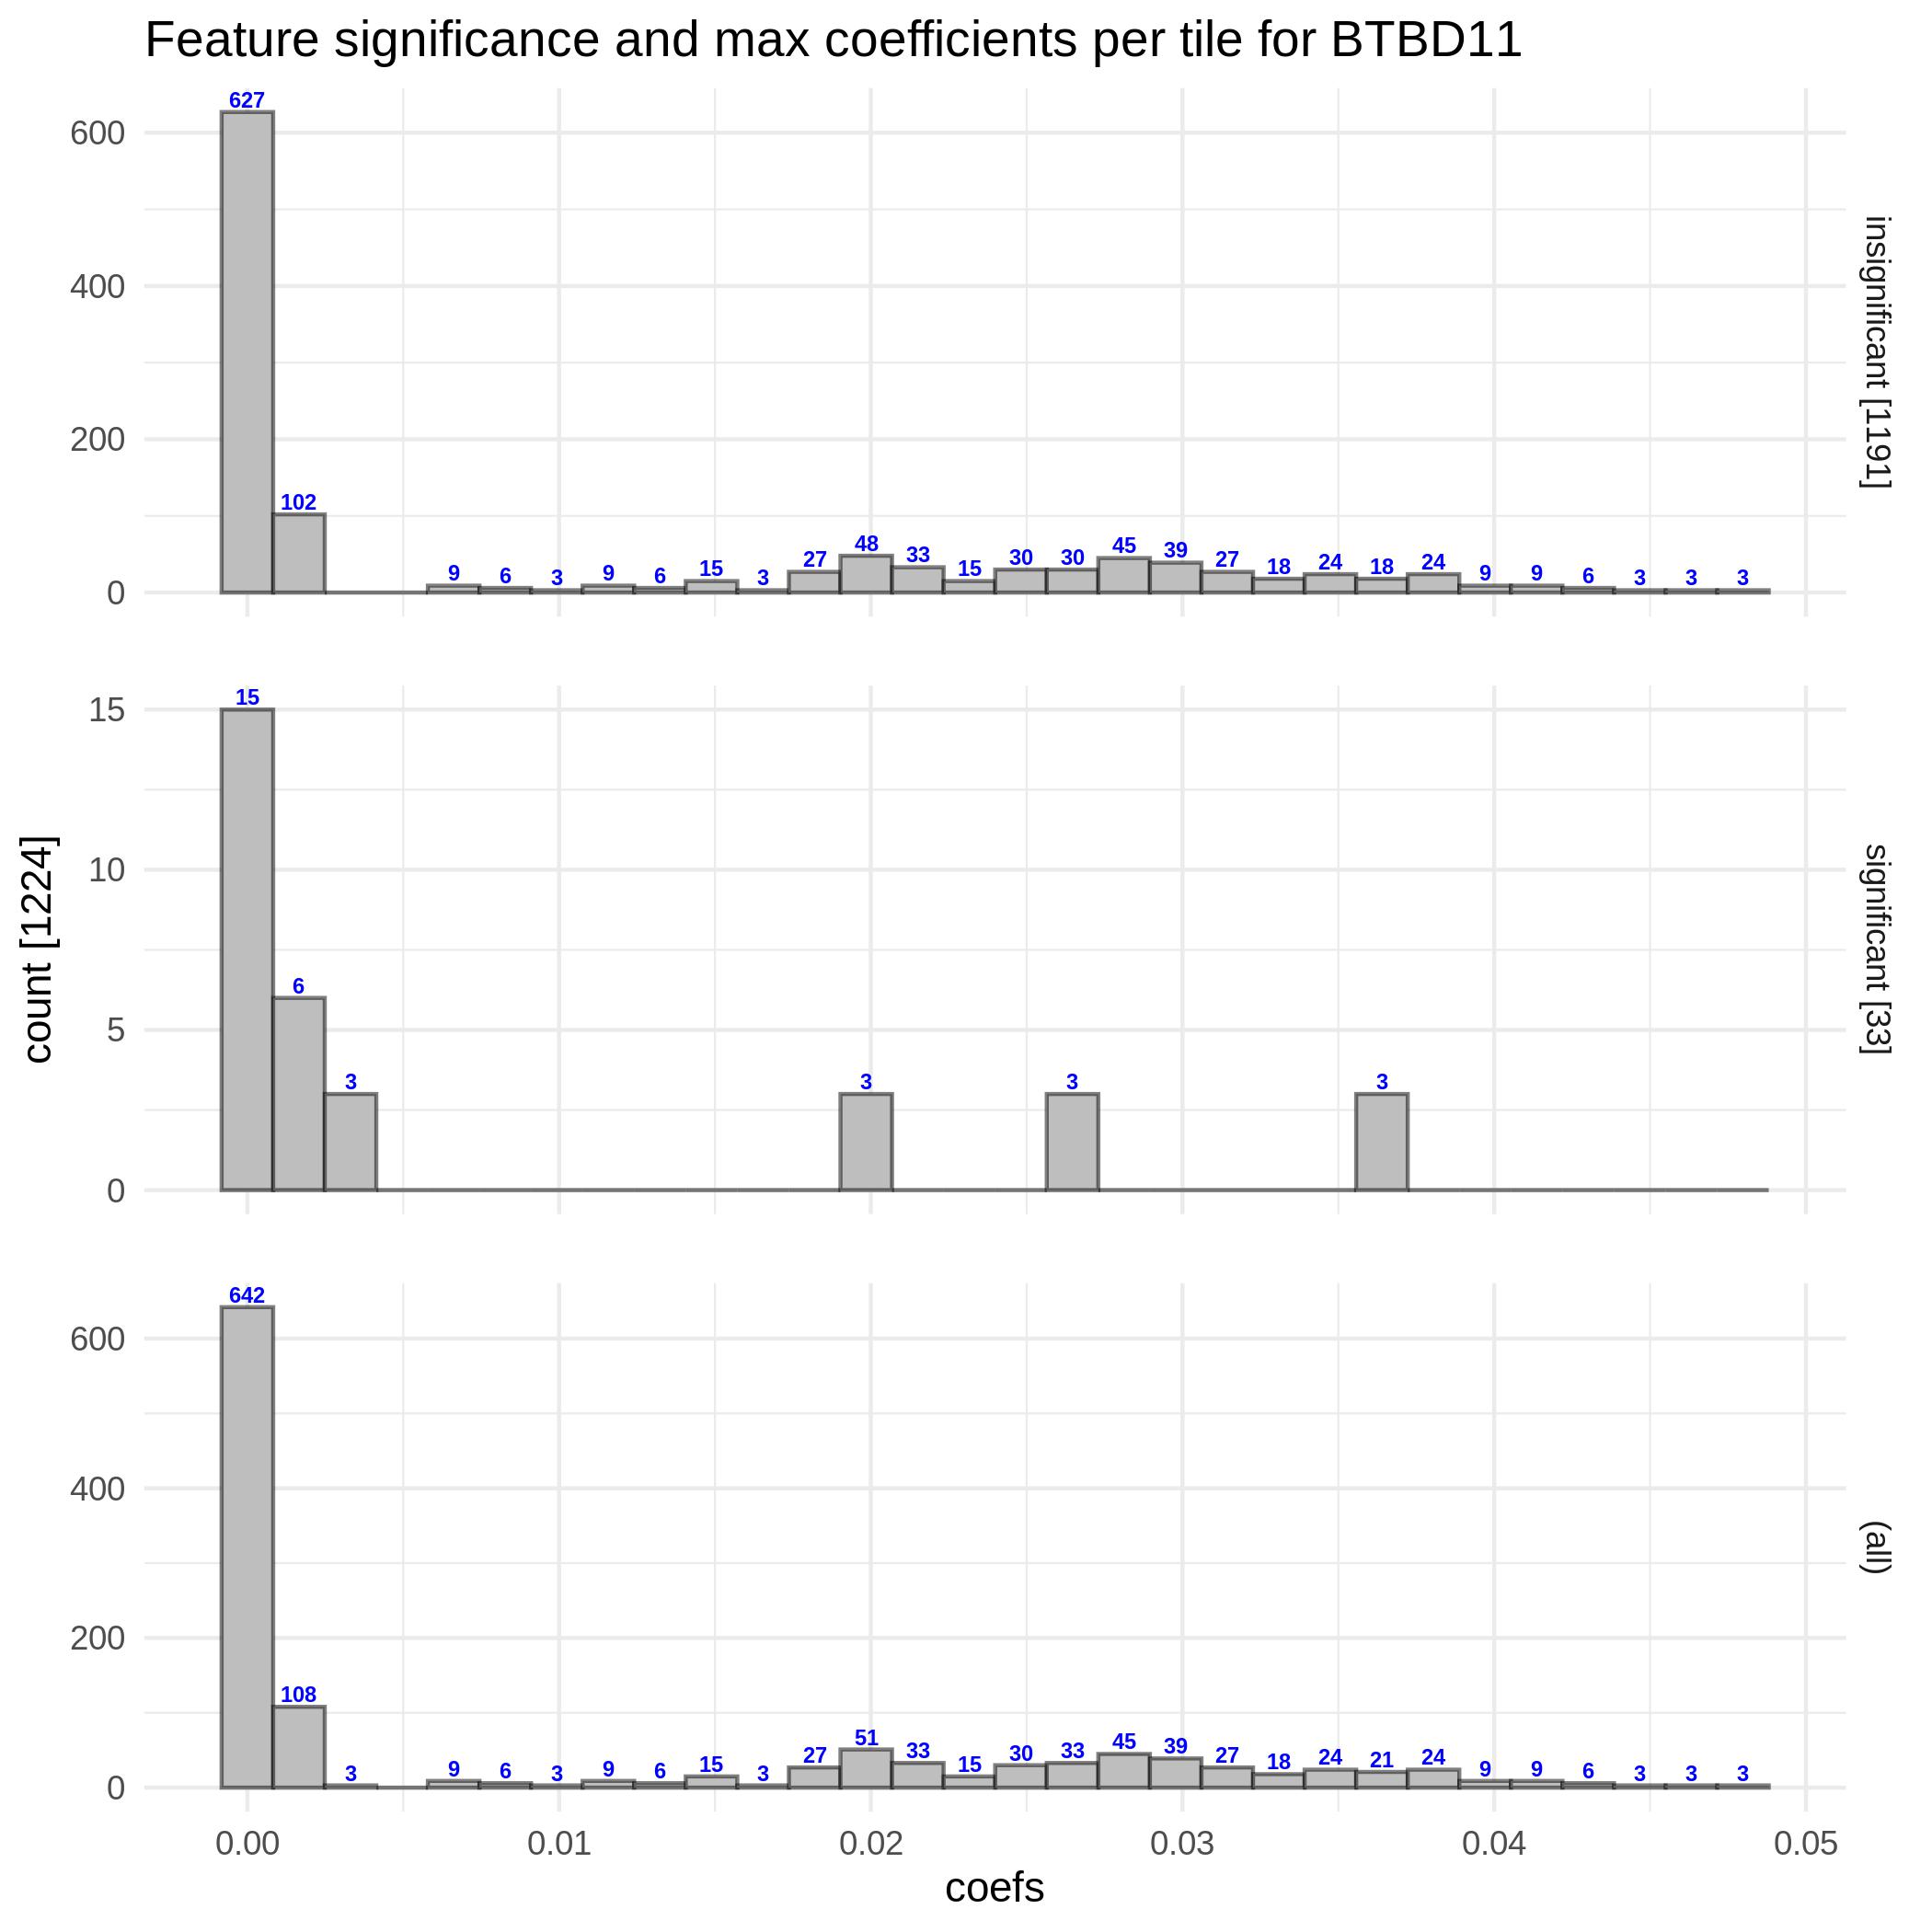 Feature significance and max coefficients per tile for BTBD11
627
600
400
200
0
102
9 6 3 9 6 15 3 27 48 33 15 30 30 45 39 27 18 24 18 24 9 9 6 3 3 3
insignificant [1191]
15
15
10
5
0
6
3 3 3 3
significant [33]
count [1224]
642
600
400
200
0
108
3 9 6 3 9 6 15 3 27 51 33 15 30 33 45 39 27 18 24 21 24 9 9 6 3 3 3
(all)
0.00 0.01 0.02 0.03 0.04 0.05
coefs